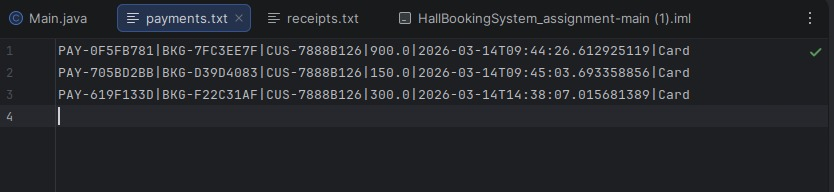 Main.java payments.txt receipts.txt HallBookingSystem_assignment-main (1).iml
1 PAY-0F5FB781|BKG-7FC3EE7F|CUS-7888B126|900.0|2026-03-14T09:44:26.612925119|Card
2 PAY-705BD2BB|BKG-D39D4083|CUS-7888B126|150.0|2026-03-14T09:45:03.693358856|Card
3 PAY-619F133D|BKG-F22C31AF|CUS-7888B126|300.0|2026-03-14T14:38:07.015681389|Card
4